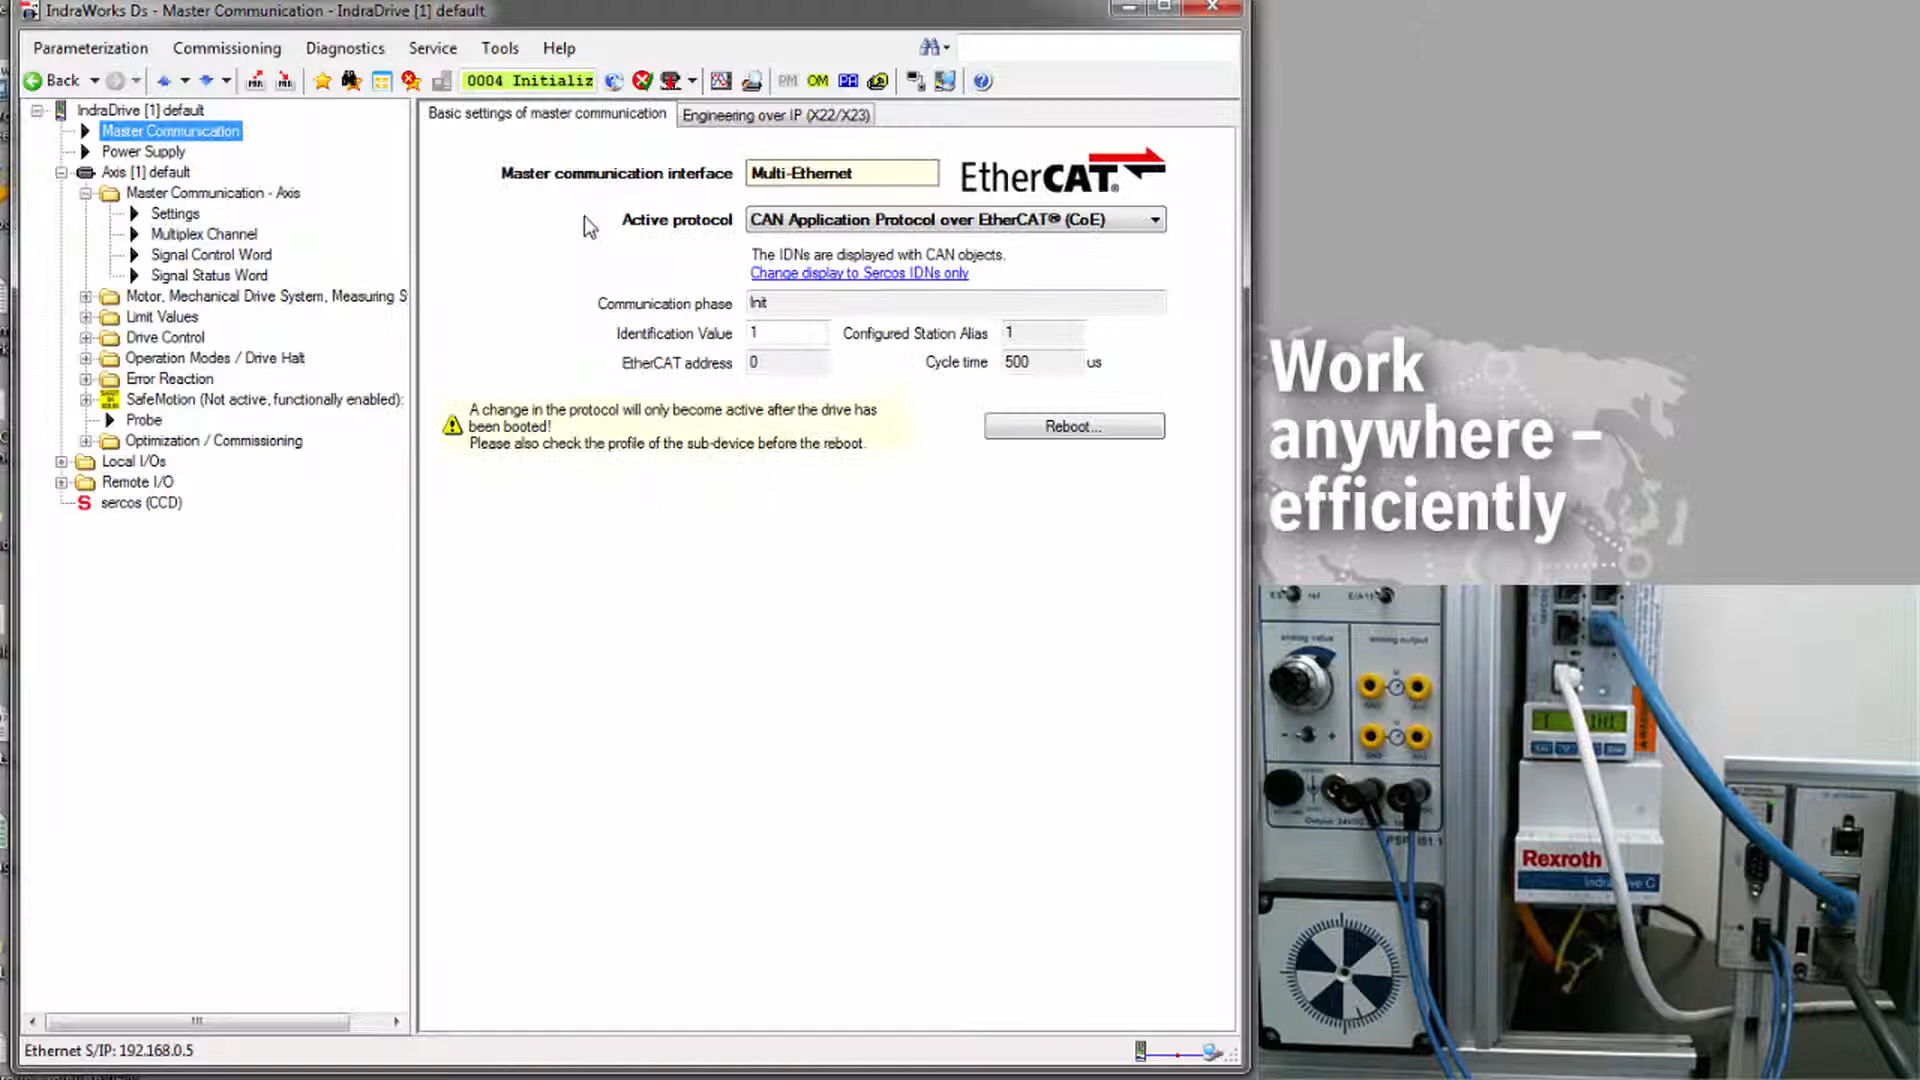 IndraWorks Ds - Master Communication - IndraDrive [1] default
Parameterization Commissioning Diagnostics Service Tools Help
Back 0004 Initializ PM OM PA
IndraDrive [1] default
Master Communication
Power Supply
Axis [1] default
Master Communication - Axis
Settings
Multiplex Channel
Signal Control Word
Signal Status Word
Motor, Mechanical Drive System, Measuring S
Limit Values
Drive Control
Operation Modes / Drive Halt
Error Reaction
SafeMotion (Not active, functionally enabled):
Probe
Optimization / Commissioning
Local I/Os
Remote I/O
S sercos (CCD)
Basic settings of master communication Engineering over IP (X22/X23)
Master communication interface Multi-Ethernet EtherCAT®
Active protocol CAN Application Protocol over EtherCAT® (CoE)
The IDNs are displayed with CAN objects.
Change display to Sercos IDNs only
Communication phase Init
Identification Value 1 Configured Station Alias 1
EtherCAT address 0 Cycle time 500 us
A change in the protocol will only become active after the drive has
been booted!
Please also check the profile of the sub-device before the reboot.
Reboot...
Ethernet S/IP: 192.168.0.5
Work
anywhere –
efficiently
analog value analog output
Rexroth
IndraDrive C